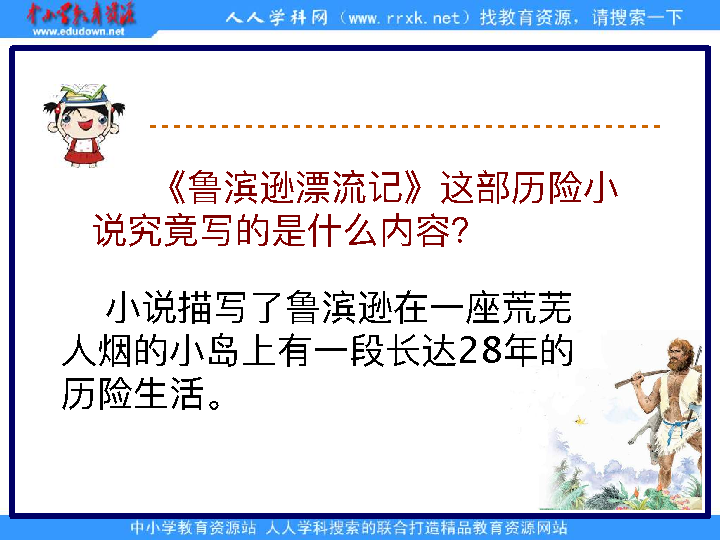 中小学教育资源
www.edudown.net
人人学科网（www.rrxk.net）找教育资源，请搜索一下
《鲁滨逊漂流记》这部历险小
说究竟写的是什么内容?
小说描写了鲁滨逊在一座荒芜
人烟的小岛上有一段长达28年的
历险生活。
中小学教育资源站 人人学科搜索的联合打造精品教育资源网站